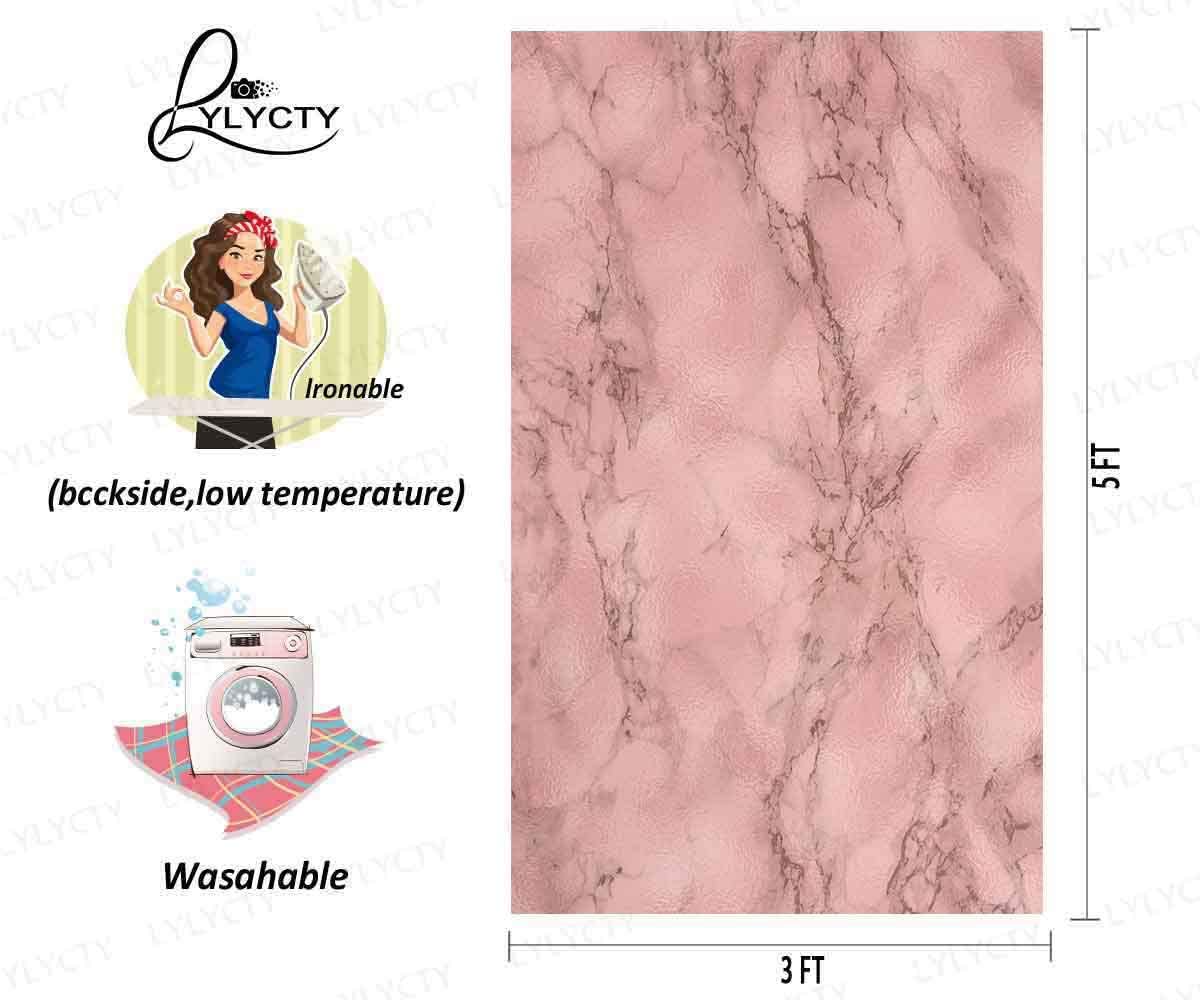 LYLYCTY
Ironable
(bcckside,low temperature)
Wasahable
5 FT
3 FT